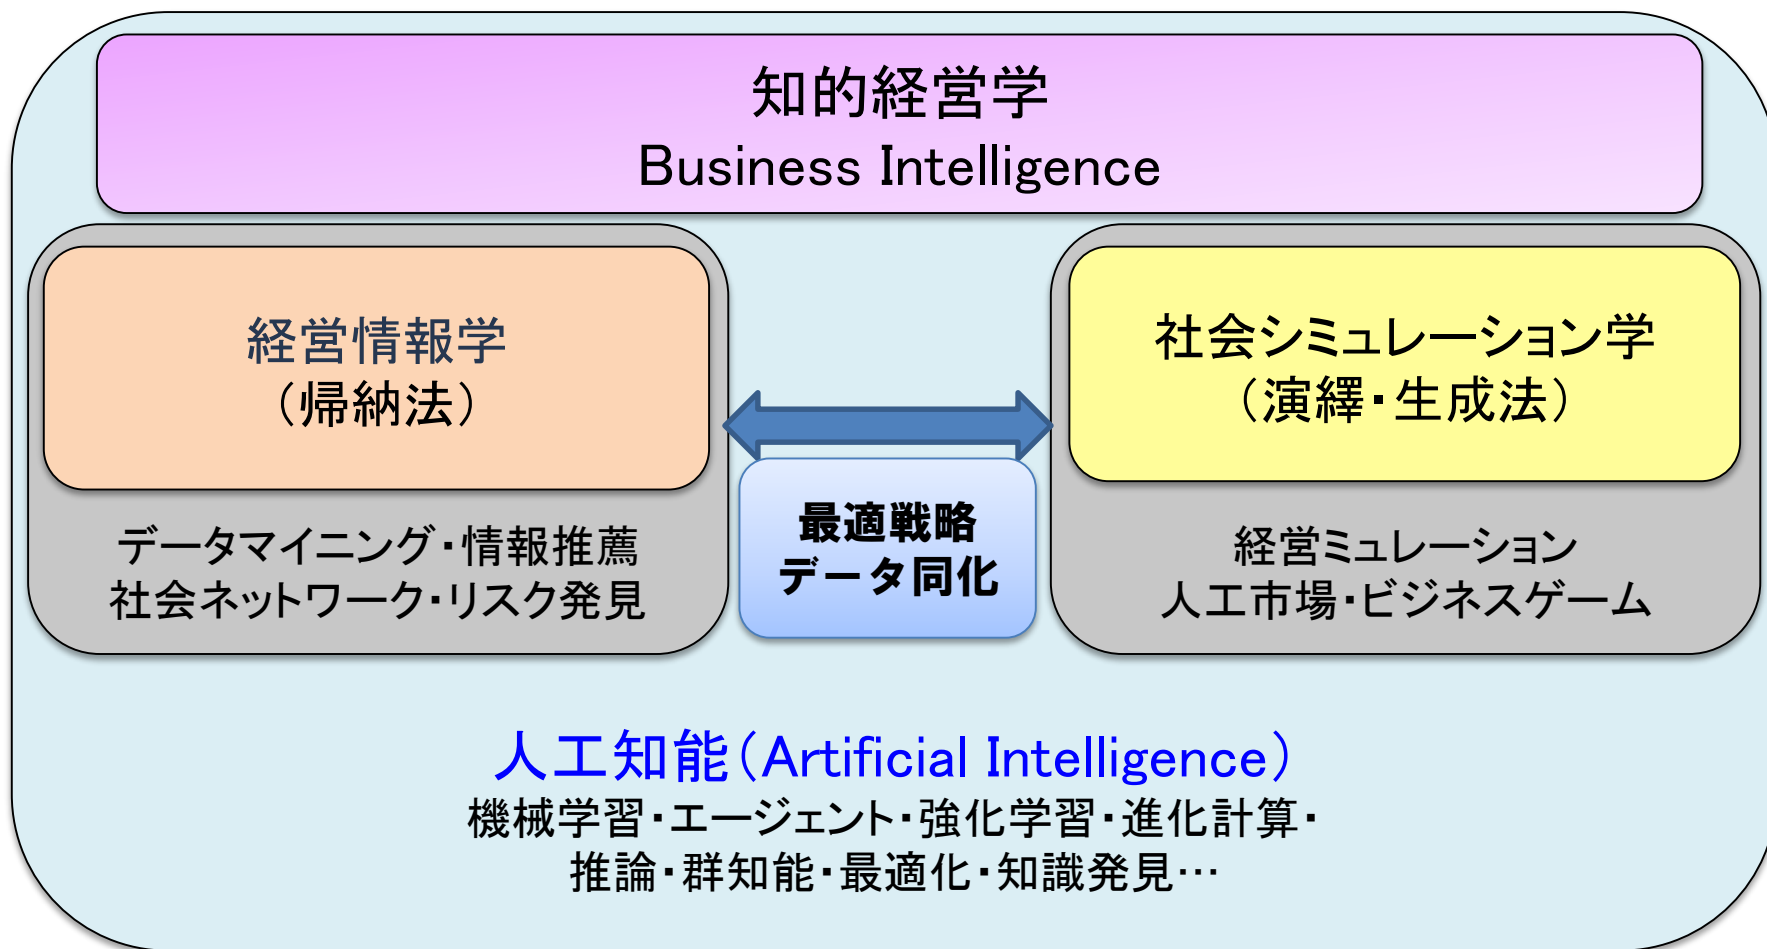 知的経営学
Business Intelligence
経営情報学
（帰納法）
データマイニング・情報推薦
社会ネットワーク・リスク発見
最適戦略
データ同化
社会シミュレーション学
（演繹・生成法）
経営ミュレーション
人工市場・ビジネスゲーム
人工知能（Artificial Intelligence）
機械学習・エージェント・強化学習・進化計算・
推論・群知能・最適化・知識発見…